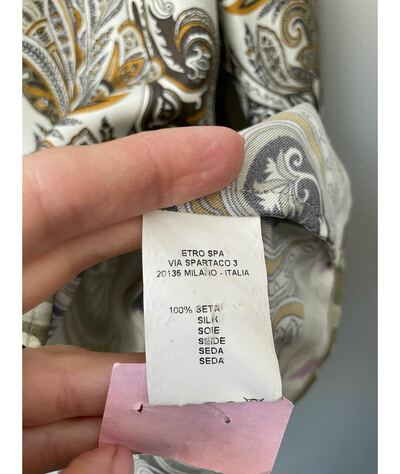 ETRO SPA
VIA SPARTACO 3
20135 MILANO - ITALIA
100% SETA
SILK
SOIE
SEIDE
SEDA
SEDA